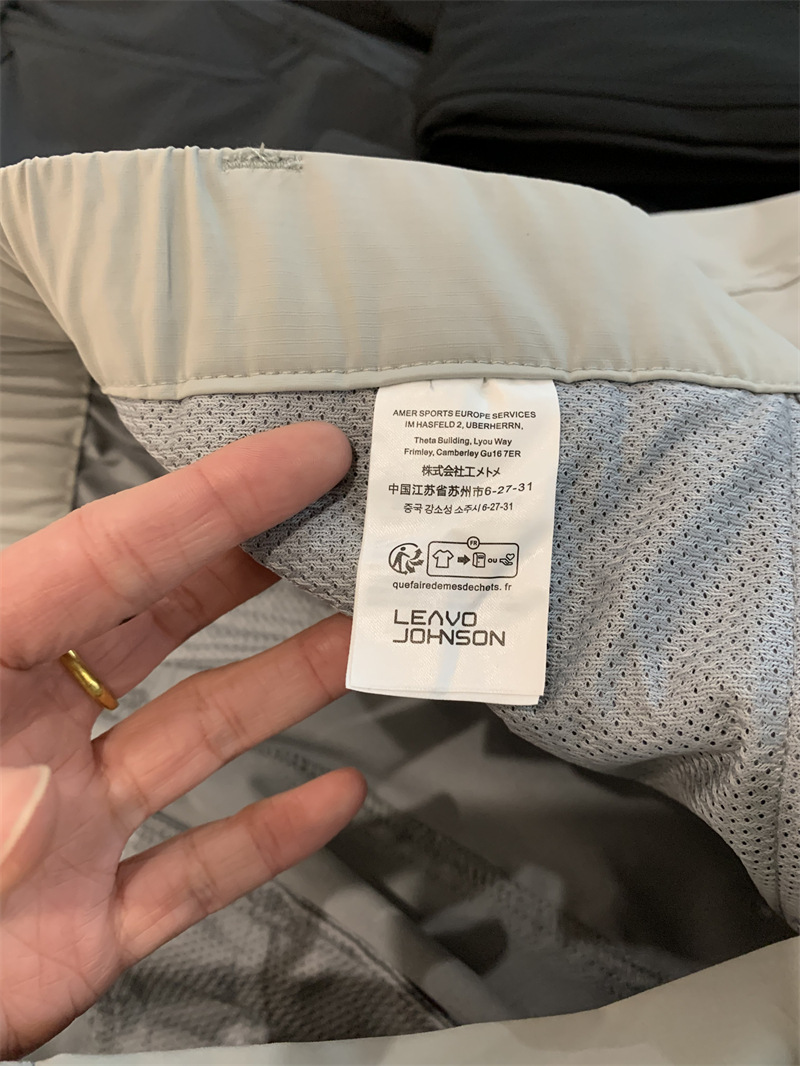 AMER SPORTS EUROPE SERVICES
IM HASFELD 2, UBERHERRN,
Theta Building, Lyou Way
Frimley, Camberley Gu16 7ER
株式会社工メトメ
中国江苏省苏州市6-27-31
중국 강소성 소주시 6-27-31
FR
OU
quefairedemesdechets. fr
LEAVO
JOHNSON